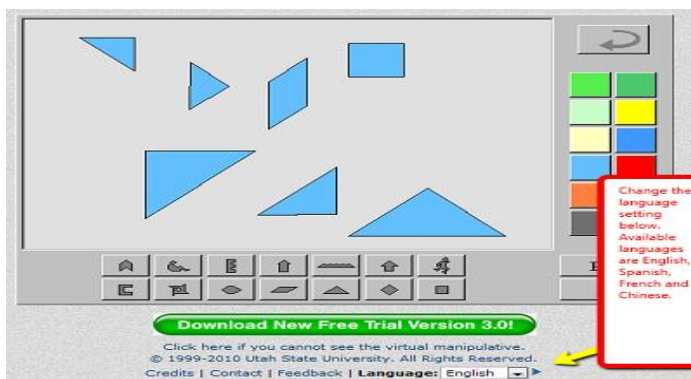 Change the
language
setting
below.
Available
languages
are English,
Spanish,
French and
Chinese.
Download New Free Trial Version 3.0!
Click here if you cannot see the virtual manipulative.
© 1999-2010 Utah State University. All Rights Reserved.
Credits | Contact | Feedback | Language: English